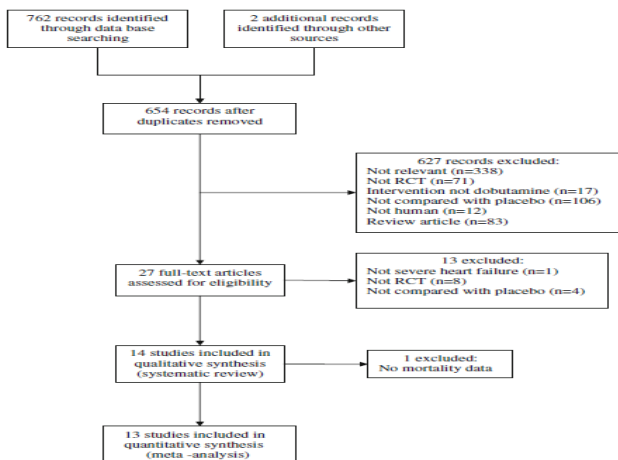 762 records identified
through data base
searching
2 additional records
identified through other
sources
654 records after
duplicates removed
627 records excluded:
Not relevant (n=338)
Not RCT (n=71)
Intervention not dobutamine (n=17)
Not compared with placebo (n=106)
Not human (n=12)
Review article (n=83)
27 full-text articles
assessed for eligibility
13 excluded:
Not severe heart failure (n=1)
Not RCT (n=8)
Not compared with placebo (n=4)
14 studies included in
qualitative synthesis
(systematic review)
1 excluded:
No mortality data
13 studies included in
quantitative synthesis
(meta -analysis)